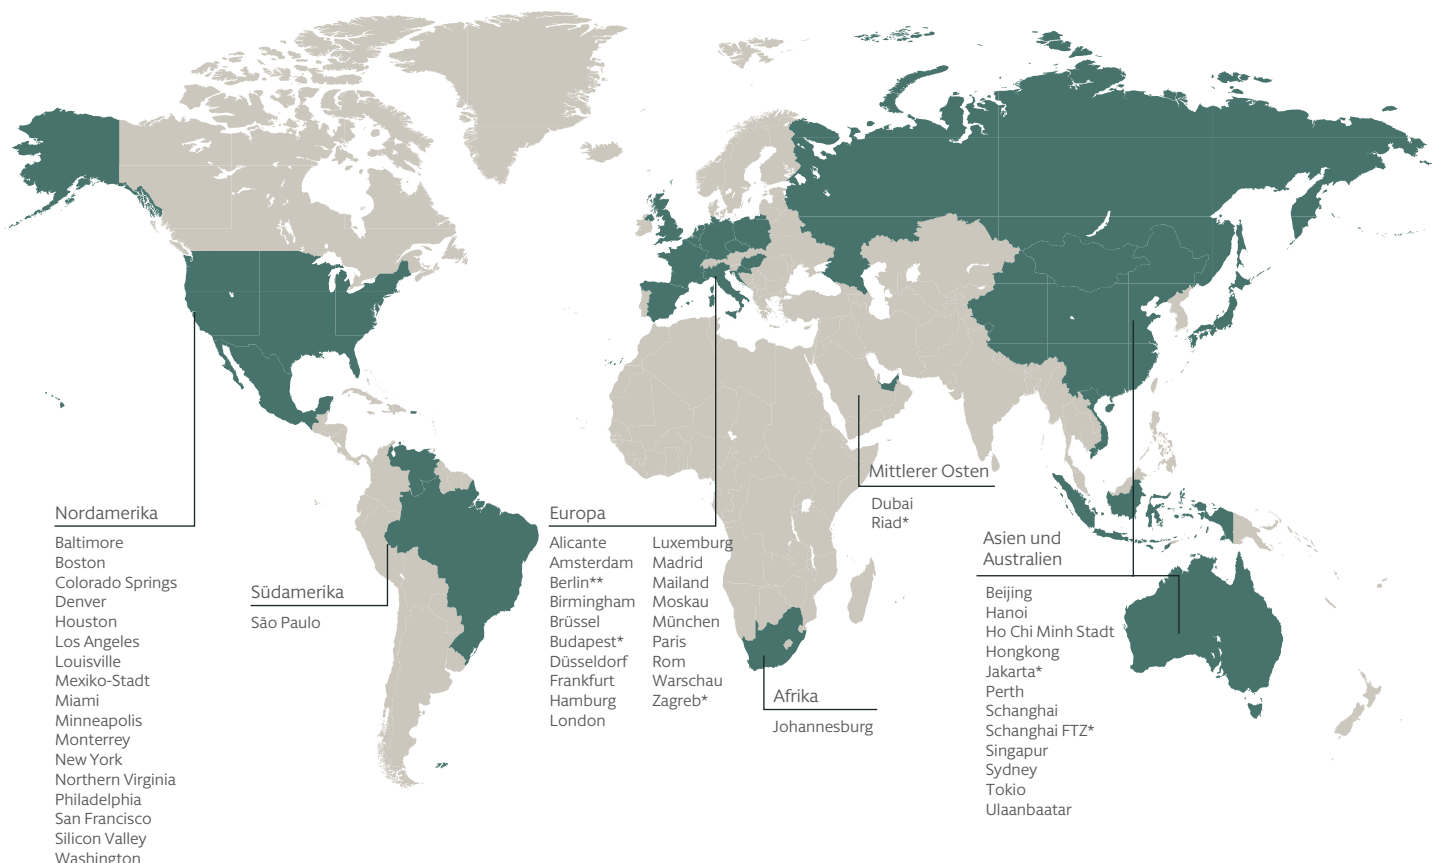 Nordamerika
Baltimore
Boston
Colorado Springs
Denver
Houston
Los Angeles
Louisville
Mexiko-Stadt
Miami
Minneapolis
Monterrey
New York
Northern Virginia
Philadelphia
San Francisco
Silicon Valley
Washington
Südamerika
São Paulo
Europa
Alicante
Amsterdam
Berlin**
Birmingham
Brüssel
Budapest*
Düsseldorf
Frankfurt
Hamburg
London
Luxemburg
Madrid
Mailand
Moskau
München
Paris
Rom
Warschau
Zagreb*
Afrika
Johannesburg
Mittlerer Osten
Dubai
Riad*
Asien und
Australien
Beijing
Hanoi
Ho Chi Minh Stadt
Hongkong
Jakarta*
Perth
Schanghai
Schanghai FTZ*
Singapur
Sydney
Tokio
Ulaanbaatar